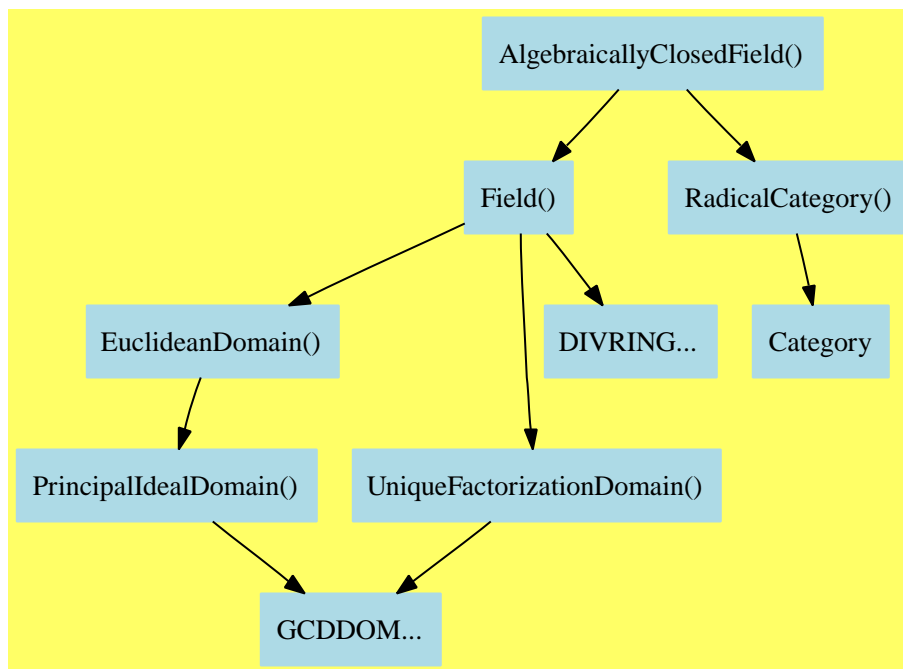 AlgebraicallyClosedField()
Field()
RadicalCategory()
EuclideanDomain()
DIVRING...
Category
PrincipalIdealDomain()
UniqueFactorizationDomain()
GCDDOM...